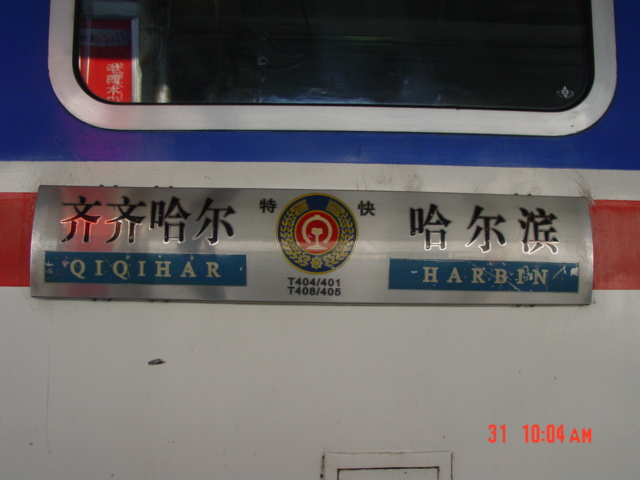 齐齐哈尔 特 快 哈尔滨
QIQIHAR HARBIN
T404/401
T408/405
31 10:04 AM